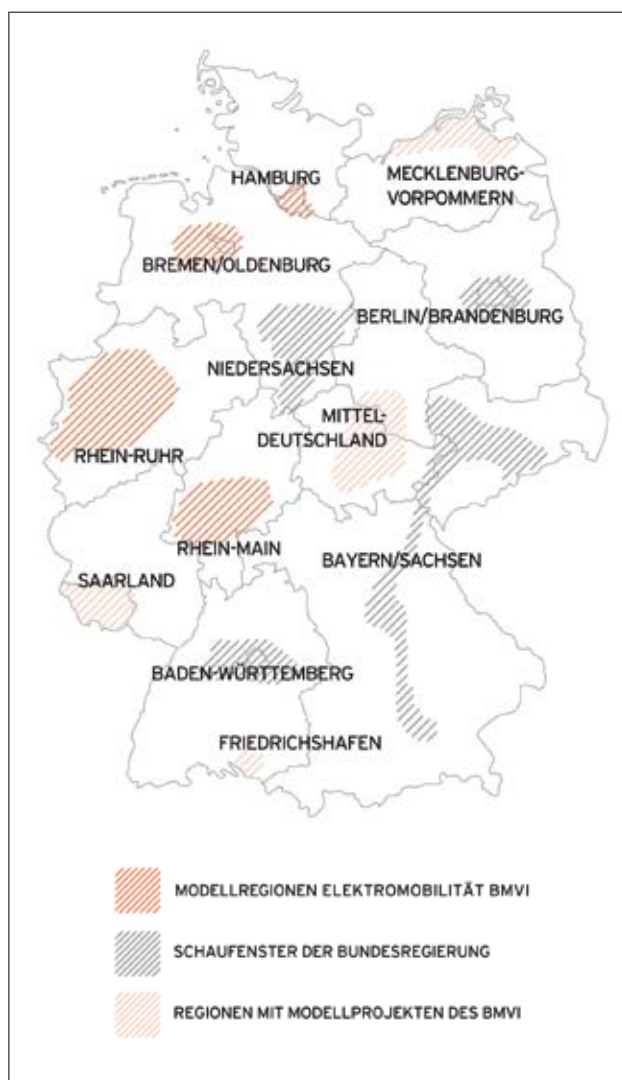 HAMBURG
MECKLENBURG-
VORPOMMERN
BREMEN/OLDENBURG
BERLIN/BRANDENBURG
NIEDERSACHSEN
MITTEL-
DEUTSCHLAND
RHEIN-RUHR
RHEIN-MAIN
BAYERN/SACHSEN
SAARLAND
BADEN-WÜRTTEMBERG
FRIEDRICHSHAFEN
MODELLREGIONEN ELEKTROMOBILITÄT BMVI
SCHAUFENSTER DER BUNDESREGIERUNG
REGIONEN MIT MODELLPROJEKTEN DES BMVI